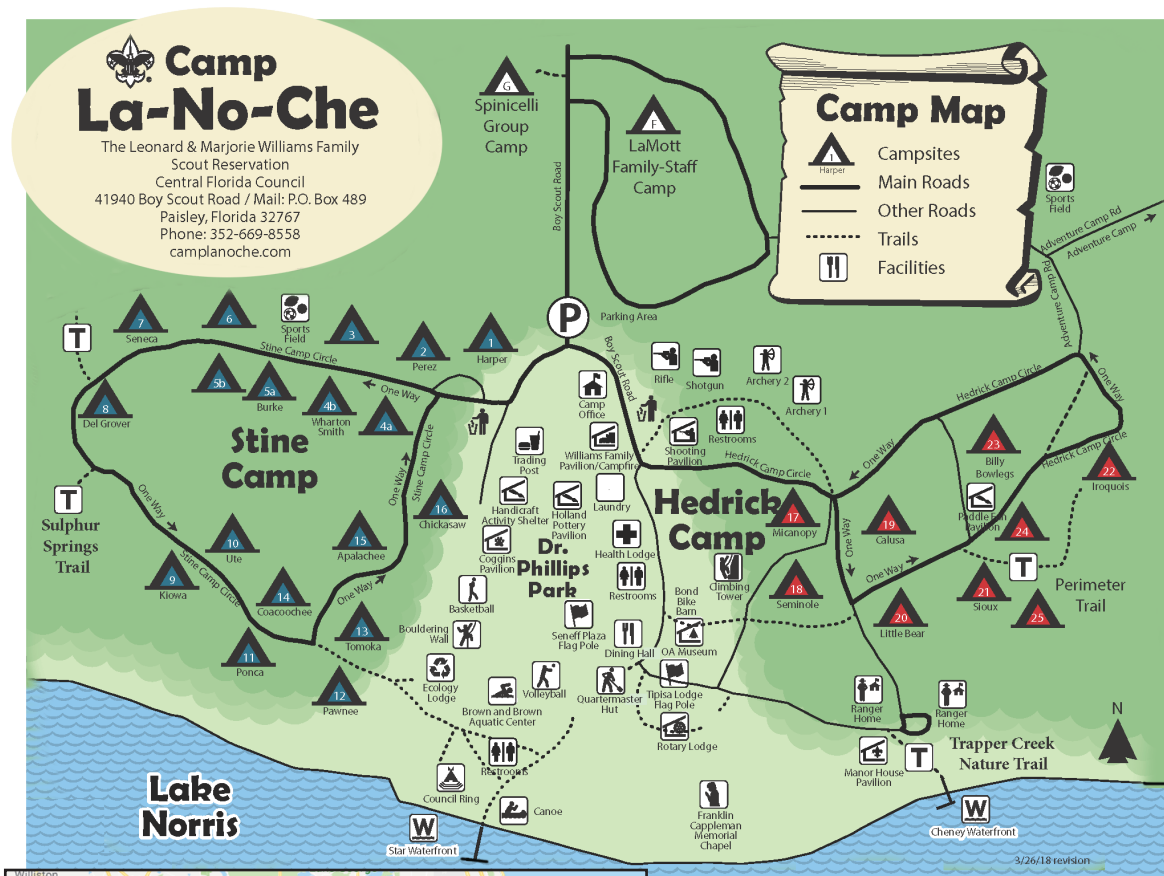 Camp
La-No-Che
The Leonard & Marjorie Williams Family
Scout Reservation
Central Florida Council
41940 Boy Scout Road / Mail: P.O. Box 489
Paisley, Florida 32767
Phone: 352-669-8558
camplanoche.com
G
Spinicelli
Group
Camp
F
LaMott
Family-Staff
Camp
Boy Scout Road
Camp Map
1
Harper
Campsites
Main Roads
Other Roads
Trails
Facilities
Sports
Field
Adventure Camp Rd
Adventure Camp
Adventure Camp Rd
P
Parking Area
T
7
Seneca
6
Sports
Field
3
2
Perez
1
Harper
Stine Camp Circle
One Way
8
Del Grover
5b
5a
Burke
4b
Wharton
Smith
4a
Stine
Camp
T
Sulphur
Springs
Trail
One Way
Stine Camp Circle
One Way
Stine Camp Circle
16
Chickasaw
10
Ute
15
Apalachee
9
Kiowa
14
Coacoochee
One Way
13
Tomoka
11
Ponca
12
Pawnee
Boy Scout Road
Camp
Office
Rifle
Shotgun
Archery 2
Archery 1
Trading
Post
Williams Family
Pavilion/Campfire
Shooting
Pavilion
Restrooms
Handicraft
Activity Shelter
Holland
Pottery
Pavilion
Laundry
Coggins
Pavilion
Dr.
Phillips
Park
Health Lodge
Restrooms
Basketball
Bouldering
Wall
Seneff Plaza
Flag Pole
Dining Hall
Bond
Bike
Barn
OA Museum
Climbing
Tower
Ecology
Lodge
Brown and Brown
Aquatic Center
Volleyball
Quartermaster
Hut
Tipisa Lodge
Flag Pole
Rotary Lodge
Restrooms
Council Ring
Canoe
W
Star Waterfront
Franklin
Cappleman
Memorial
Chapel
Hedrick
Camp
Hedrick Camp Circle
17
Micanopy
18
Seminole
One Way
One Way
Hedrick Camp Circle
One Way
Hedrick Camp Circle
19
Calusa
23
Billy
Bowlegs
Paddle Fan
Pavilion
22
Iroquois
24
One Way
T
Perimeter
Trail
20
Little Bear
21
Sioux
25
Ranger
Home
Ranger
Home
Manor House
Pavilion
T
Trapper Creek
Nature Trail
N
W
Cheney Waterfront
Lake
Norris
3/26/18 revision
Williston